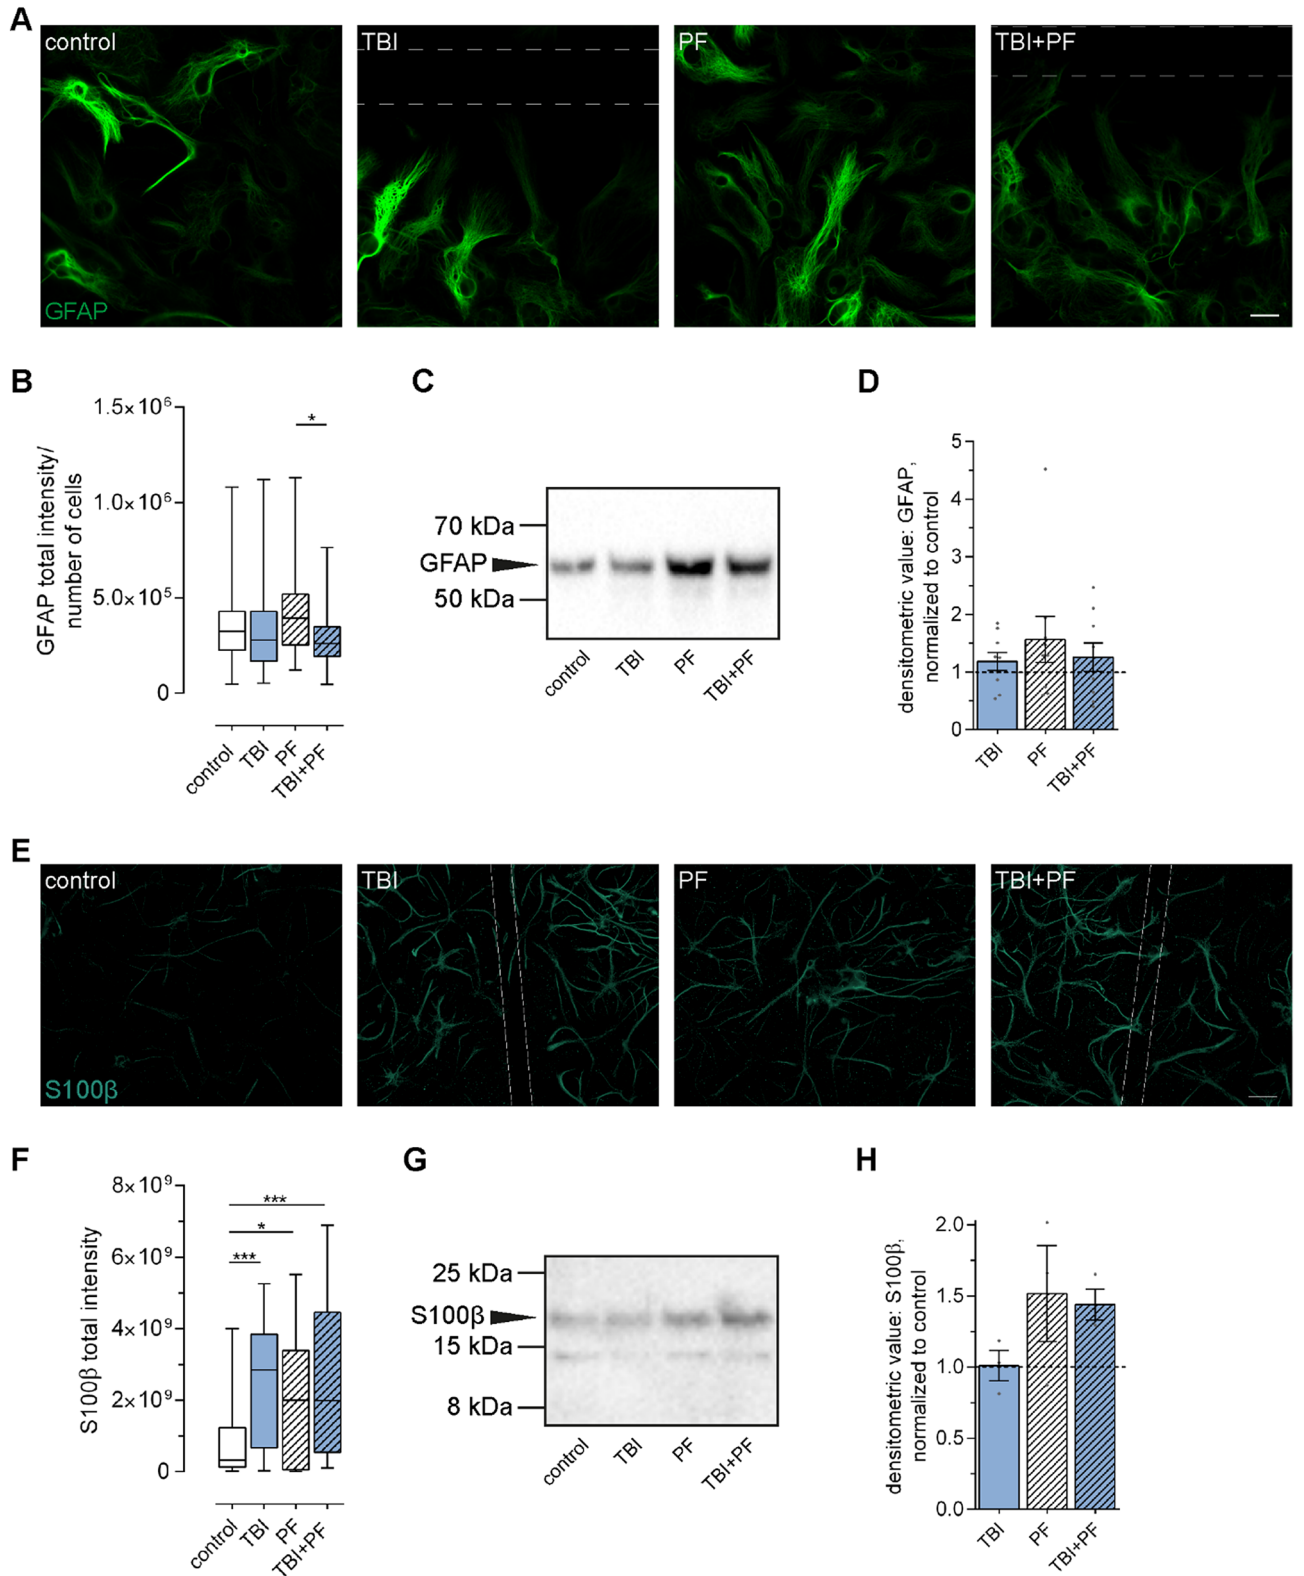 A
control
TBI
PF
TBI+PF
GFAP
B
C
D
GFAP total intensity/
number of cells
1.5×10⁶
1.0×10⁶
5.0×10⁵
0
*
control
TBI
PF
TBI+PF
70 kDa
GFAP
50 kDa
control
TBI
PF
TBI+PF
densitometric value: GFAP,
normalized to control
5
4
3
2
1
0
TBI
PF
TBI+PF
E
control
TBI
PF
TBI+PF
S100β
F
G
H
S100β total intensity
8×10⁹
6×10⁹
4×10⁹
2×10⁹
0
***
*
***
control
TBI
PF
TBI+PF
25 kDa
S100β
15 kDa
8 kDa
control
TBI
PF
TBI+PF
densitometric value: S100β,
normalized to control
2.0
1.5
1.0
0.5
0.0
TBI
PF
TBI+PF